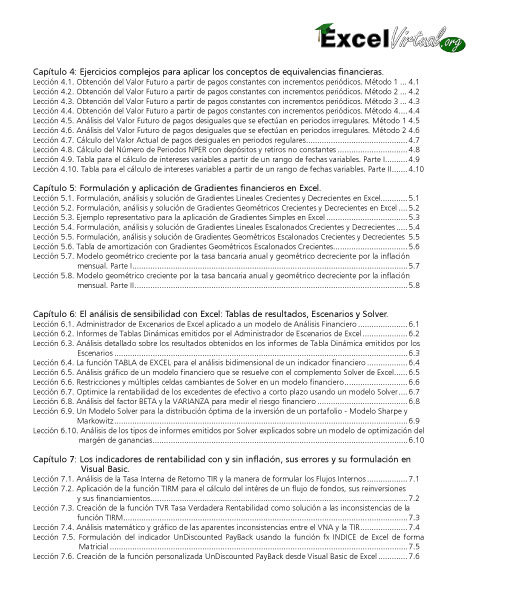 ExcelVirtual.org
Capítulo 4: Ejercicios complejos para aplicar los conceptos de equivalencias financieras.
Lección 4.1. Obtención del Valor Futuro a partir de pagos constantes con incrementos periódicos. Método 1 ... 4.1
Lección 4.2. Obtención del Valor Futuro a partir de pagos constantes con incrementos periódicos. Método 2 ... 4.2
Lección 4.3. Obtención del Valor Futuro a partir de pagos constantes con incrementos periódicos. Método 3 ... 4.3
Lección 4.4. Obtención del Valor Futuro a partir de pagos constantes con incrementos periódicos. Método 4.... 4.4
Lección 4.5. Análisis del Valor Futuro de pagos desiguales que se efectúan en periodos irregulares. Método 1 4.5
Lección 4.6. Análisis del Valor Futuro de pagos desiguales que se efectúan en periodos irregulares. Método 2 4.6
Lección 4.7. Cálculo del Valor Actual de pagos desiguales en periodos regulares............4.7
Lección 4.8. Cálculo del Número de Periodos NPER con depósitos y retiros no constantes ............4.8
Lección 4.9. Tabla para el cálculo de intereses variables a partir de un rango de fechas variables. Parte I.........4.9
Lección 4.10. Tabla para el cálculo de intereses variables a partir de un rango de fechas variables. Parte II.......4.10
Capítulo 5: Formulación y aplicación de Gradientes financieros en Excel.
Lección 5.1. Formulación, análisis y solución de Gradientes Lineales Crecientes y Decrecientes en Excel............5.1
Lección 5.2. Formulación, análisis y solución de Gradientes Geométricos Crecientes y Decrecientes en Excel ....5.2
Lección 5.3. Ejemplo representativo para la aplicación de Gradientes Simples en Excel ............5.3
Lección 5.4. Formulación, análisis y solución de Gradientes Lineales Escalonados Crecientes y Decrecientes .....5.4
Lección 5.5. Formulación, análisis y solución de Gradientes Geométricos Escalonados Crecientes y Decrecientes 5.5
Lección 5.6. Tabla de amortización con Gradientes Geométricos Escalonados Crecientes............5.6
Lección 5.7. Modelo geométrico creciente por la tasa bancaria anual y geométrico decreciente por la inflación
mensual. Parte I............5.7
Lección 5.8. Modelo geométrico creciente por la tasa bancaria anual y geométrico decreciente por la inflación
mensual. Parte II............5.8
Capítulo 6: El análisis de sensibilidad con Excel: Tablas de resultados, Escenarios y Solver.
Lección 6.1. Administrador de Escenarios de Excel aplicado a un modelo de Análisis Financiero ............6.1
Lección 6.2. Informes de Tablas Dinámicas emitidos por el Administrador de Escenarios de Excel ............6.2
Lección 6.3. Análisis detallado sobre los resultados obtenidos en los informes de Tabla Dinámica emitidos por los
Escenarios ............6.3
Lección 6.4. La función TABLA de EXCEL para el análisis bidimensional de un indicador financiero ............6.4
Lección 6.5. Análisis gráfico de un modelo financiero que se resuelve con el complemento Solver de Excel......6.5
Lección 6.6. Restricciones y múltiples celdas cambiantes de Solver en un modelo financiero............6.6
Lección 6.7. Optimice la rentabilidad de los excedentes de efectivo a corto plazo usando un modelo Solver....6.7
Lección 6.8. Análisis del factor BETA y la VARIANZA para medir el riesgo financiero ............6.8
Lección 6.9. Un Modelo Solver para la distribución óptima de la inversión de un portafolio - Modelo Sharpe y
Markowitz............6.9
Lección 6.10. Análisis de los tipos de informes emitidos por Solver explicados sobre un modelo de optimización del
margén de ganancias............6.10
Capítulo 7: Los indicadores de rentabilidad con y sin inflación, sus errores y su formulación en
Visual Basic.
Lección 7.1. Análisis de la Tasa Interna de Retorno TIR y la manera de formular los Flujos Internos ............7.1
Lección 7.2. Aplicación de la función TIRM para el cálculo del intéres de un flujo de fondos, sus reinversiones
y sus financiamientos............7.2
Lección 7.3. Creación de la función TVR Tasa Verdadera Rentabilidad como solución a las inconsistencias de la
función TIRM............7.3
Lección 7.4. Análisis matemático y gráfico de las aparentes inconsistencias entre el VNA y la TIR............7.4
Lección 7.5. Formulación del indicador UnDiscounted PayBack usando la función fx INDICE de Excel de forma
Matricial ............7.5
Lección 7.6. Creación de la función personalizada UnDiscounted PayBack desde Visual Basic de Excel ............7.6